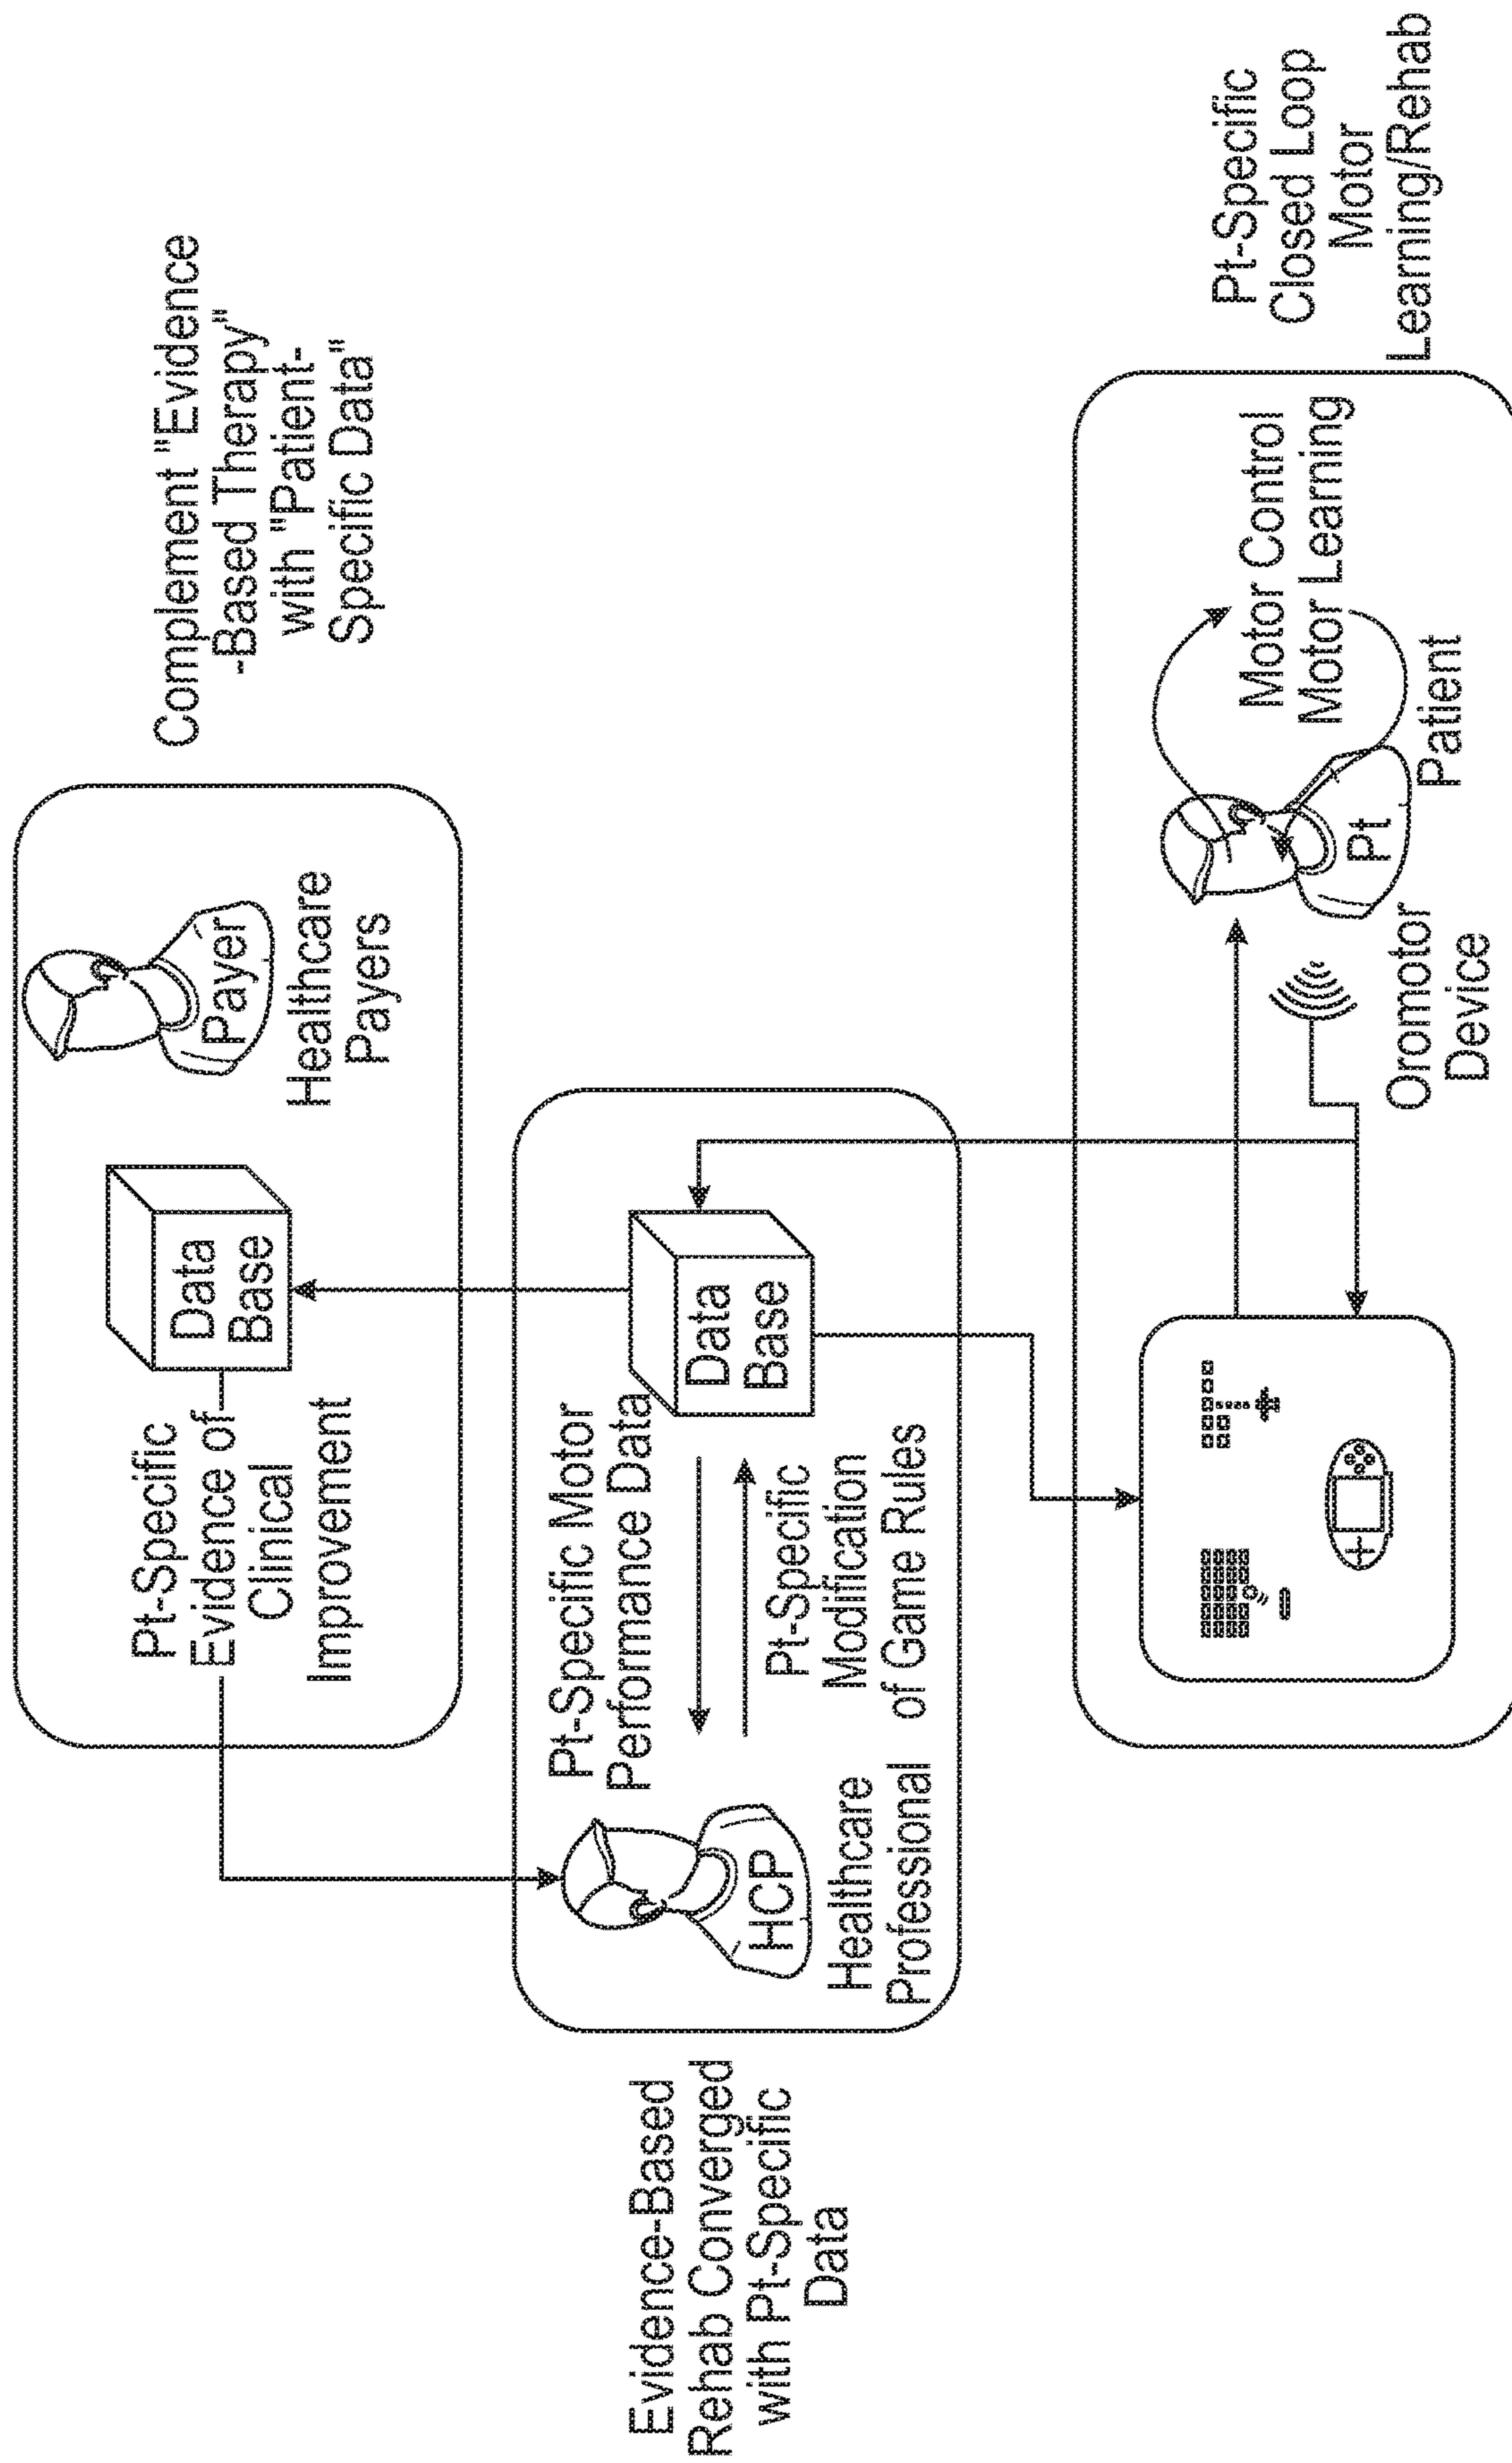 Complement "Evidence
-Based Therapy"
with "Patient-
Specific Data"
Pt-Specific
Evidence of
Clinical
Improvement
Data
Base
Payer
Healthcare
Payers
Evidence-Based
Rehab Converged
with Pt-Specific
Data
HCP
Healthcare
Professional
Pt-Specific Motor
Performance Data
Pt-Specific
Modification
of Game Rules
Data
Base
Oromotor
Device
Pt
Patient
Motor Control
Motor Learning
Pt-Specific
Closed Loop
Motor
Learning/Rehab